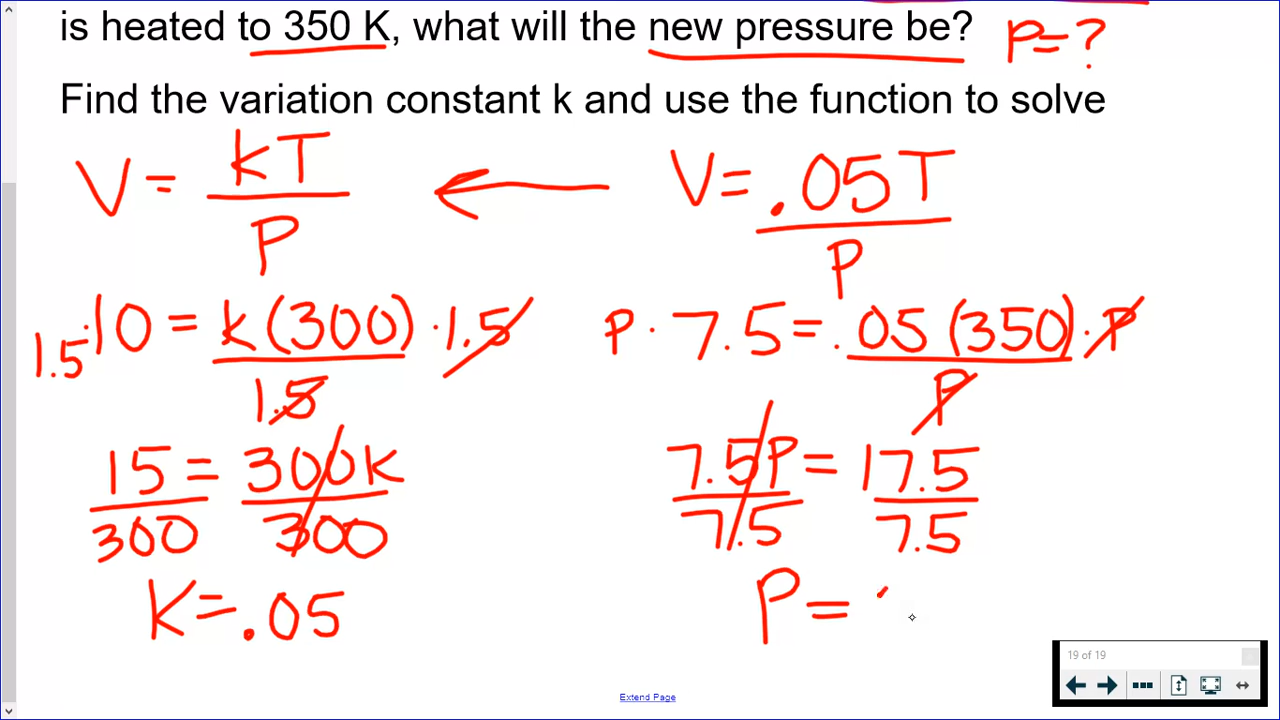 is heated to 350 K, what will the new pressure be? P=?
Find the variation constant k and use the function to solve
V = kT / P
1.5 · 10 = k(300) / 1.5 · 1.5
15 / 300 = 300K / 300
K = .05
V = .05T / P
P · 7.5 = .05(350) / P · P
7.5P / 7.5 = 17.5 / 7.5
P =
19 of 19
Extend Page